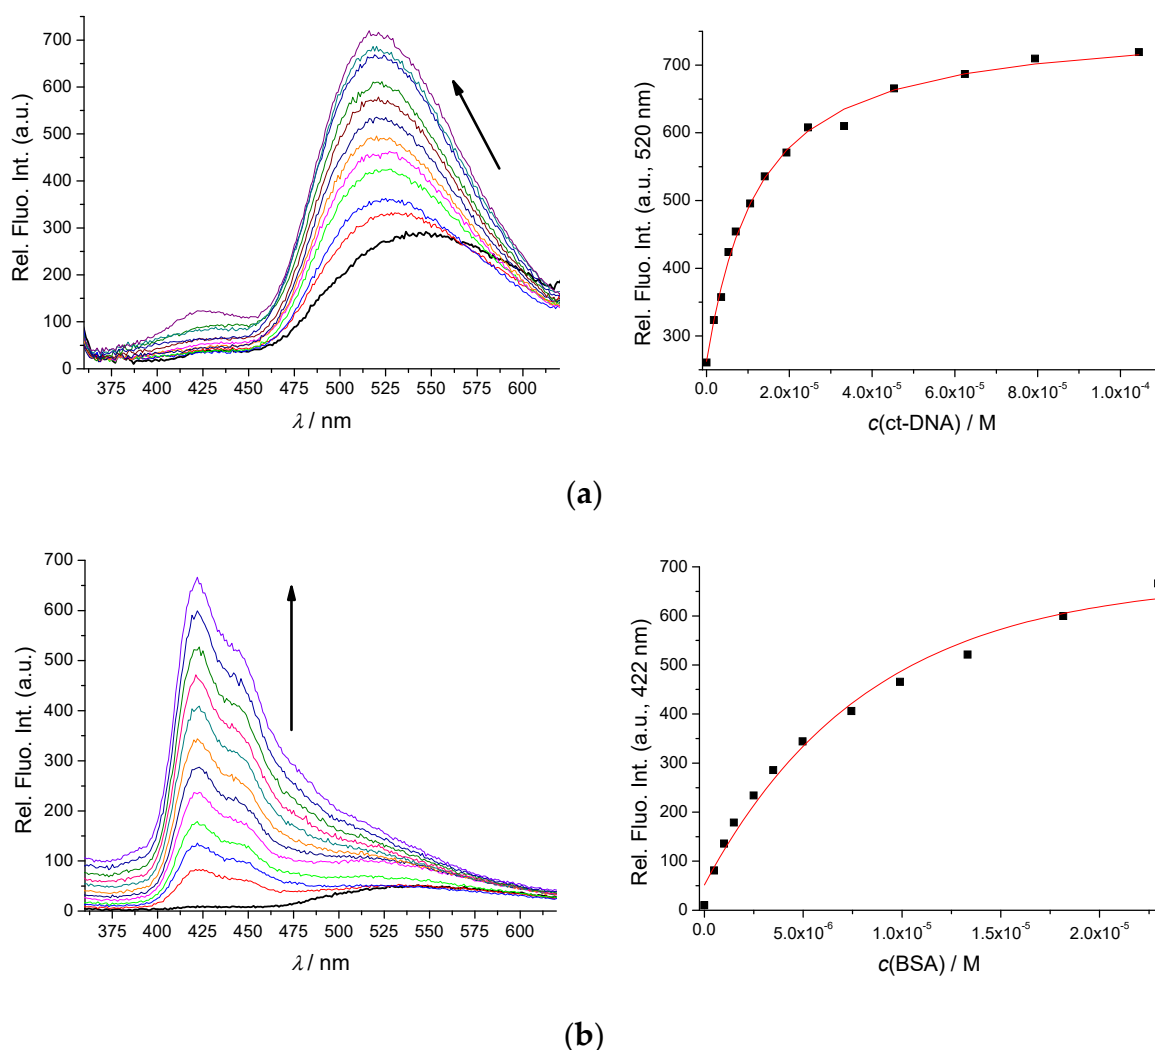 Rel. Fluo. Int. (a.u.)
700
600
500
400
300
200
100
0
375 400 425 450 475 500 525 550 575 600
λ / nm
Rel. Fluo. Int. (a.u., 520 nm)
700
600
500
400
300
0.0 2.0x10⁻⁵ 4.0x10⁻⁵ 6.0x10⁻⁵ 8.0x10⁻⁵ 1.0x10⁻⁴
c(ct-DNA) / M
(a)
Rel. Fluo. Int. (a.u.)
700
600
500
400
300
200
100
0
375 400 425 450 475 500 525 550 575 600
λ / nm
Rel. Fluo. Int. (a.u., 422 nm)
700
600
500
400
300
200
100
0
0.0 5.0x10⁻⁶ 1.0x10⁻⁵ 1.5x10⁻⁵ 2.0x10⁻⁵
c(BSA) / M
(b)